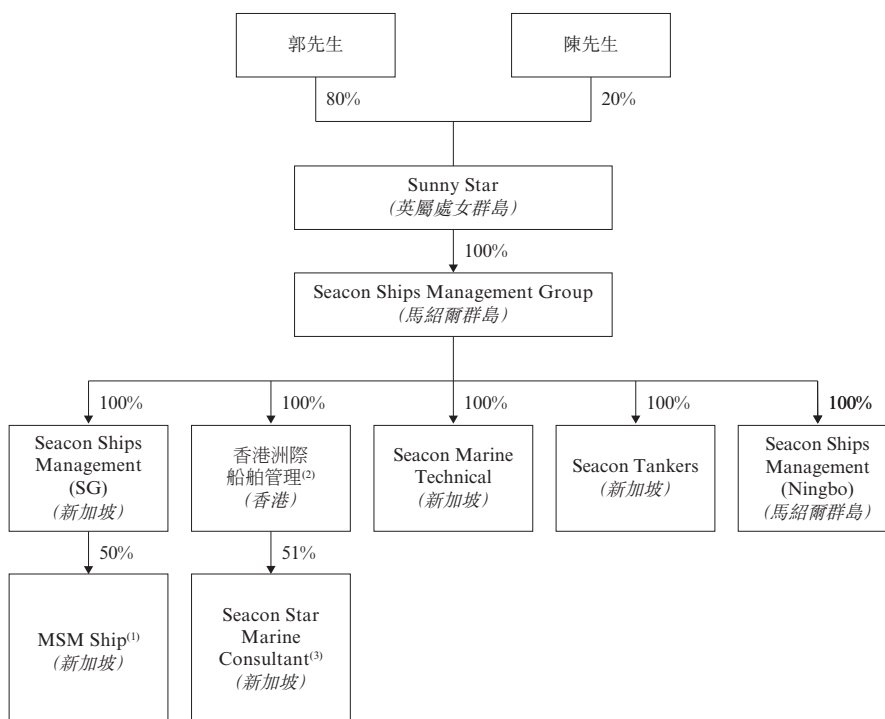 郭先生
陳先生
80%
20%
Sunny Star
(英屬處女群島)
100%
Seacon Ships Management Group
(馬紹爾群島)
100%
100%
100%
100%
100%
Seacon Ships
Management
(SG)
(新加坡)
香港洲際
船舶管理(2)
(香港)
Seacon Marine
Technical
(新加坡)
Seacon Tankers
(新加坡)
Seacon Ships
Management
(Ningbo)
(馬紹爾群島)
50%
51%
MSM Ship(1)
(新加坡)
Seacon Star
Marine
Consultant(3)
(新加坡)